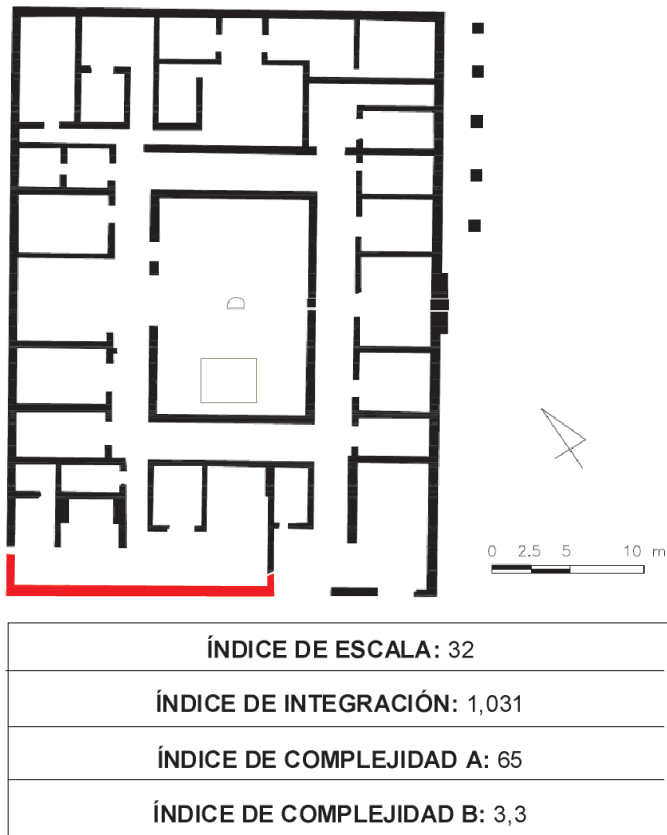 D
0 2.5 5 10 m
ÍNDICE DE ESCALA: 32
ÍNDICE DE INTEGRACIÓN: 1,031
ÍNDICE DE COMPLEJIDAD A: 65
ÍNDICE DE COMPLEJIDAD B: 3,3